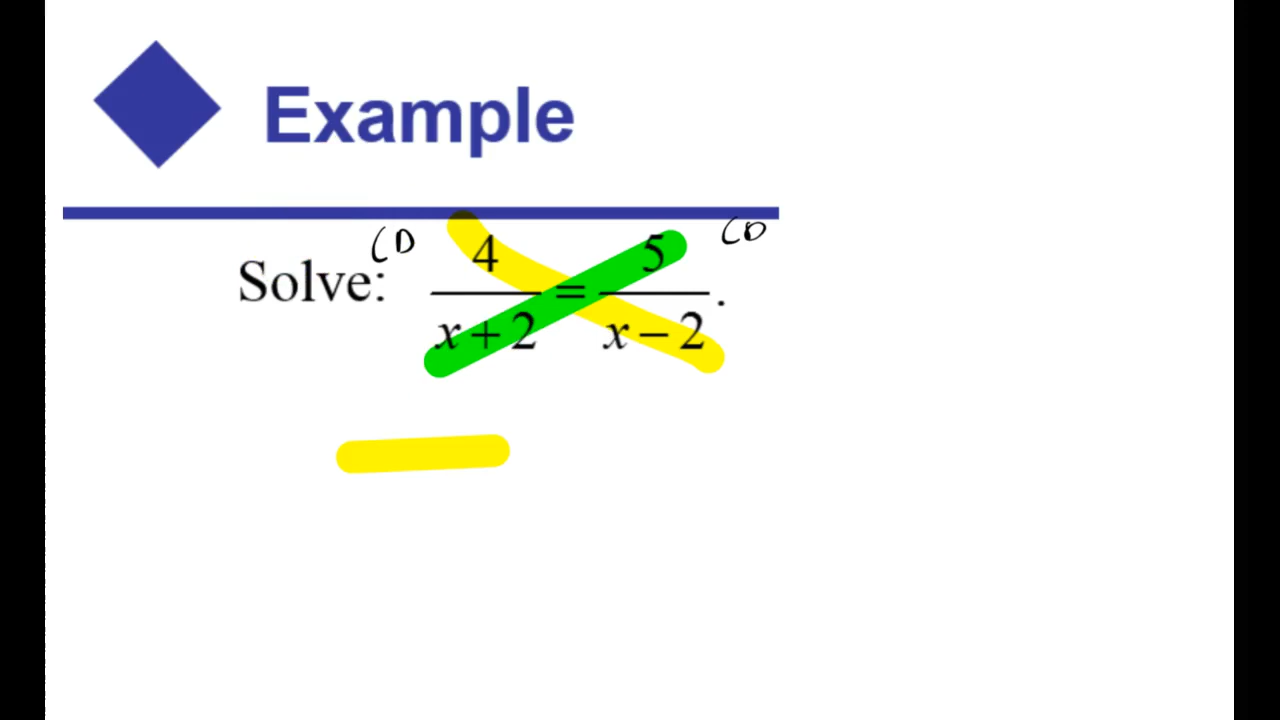 Example
CD 4 5 CD
Solve: = .
x + 2 x − 2